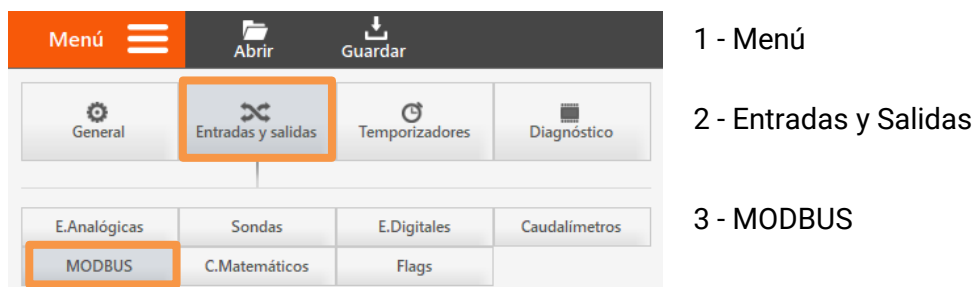 Menú
Abrir
Guardar
1 - Menú
General
Entradas y salidas
Temporizadores
Diagnóstico
2 - Entradas y Salidas
E.Analógicas
Sondas
E.Digitales
Caudalímetros
3 - MODBUS
MODBUS
C.Matemáticos
Flags